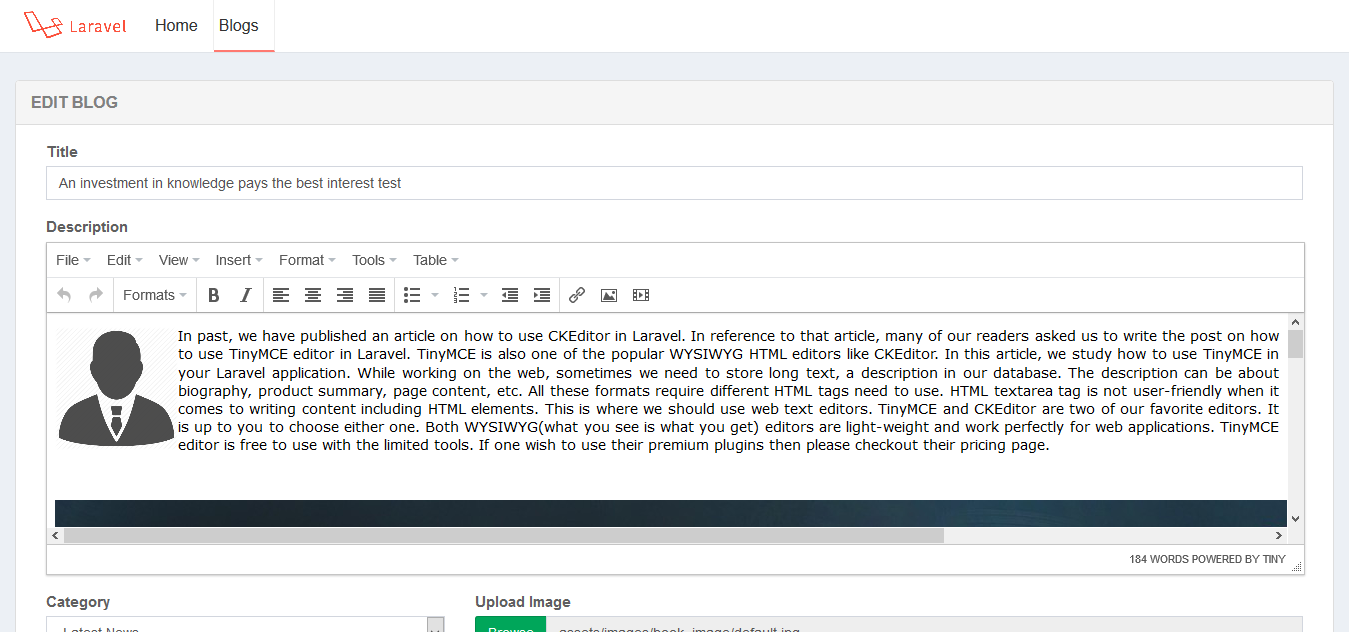 Laravel Home Blogs
EDIT BLOG
Title
An investment in knowledge pays the best interest test
Description
File Edit View Insert Format Tools Table
Formats B I
In past, we have published an article on how to use CKEditor in Laravel. In reference to that article, many of our readers asked us to write the post on how
to use TinyMCE editor in Laravel. TinyMCE is also one of the popular WYSIWYG HTML editors like CKEditor. In this article, we study how to use TinyMCE in
your Laravel application. While working on the web, sometimes we need to store long text, a description in our database. The description can be about
biography, product summary, page content, etc. All these formats require different HTML tags need to use. HTML textarea tag is not user-friendly when it
comes to writing content including HTML elements. This is where we should use web text editors. TinyMCE and CKEditor are two of our favorite editors. It
is up to you to choose either one. Both WYSIWYG(what you see is what you get) editors are light-weight and work perfectly for web applications. TinyMCE
editor is free to use with the limited tools. If one wish to use their premium plugins then please checkout their pricing page.
184 WORDS POWERED BY TINY
Category Upload Image
Latest News Browse assets/images/book_image/default.jpg